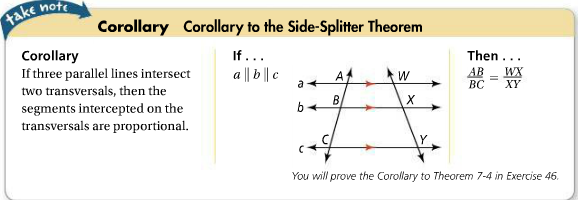 take note
Corollary Corollary to the Side-Splitter Theorem
Corollary
If three parallel lines intersect
two transversals, then the
segments intercepted on the
transversals are proportional.
If . . .
a ∥ b ∥ c
a A W
b B X
c C Y
Then . . .
AB/BC = WX/XY
You will prove the Corollary to Theorem 7-4 in Exercise 46.